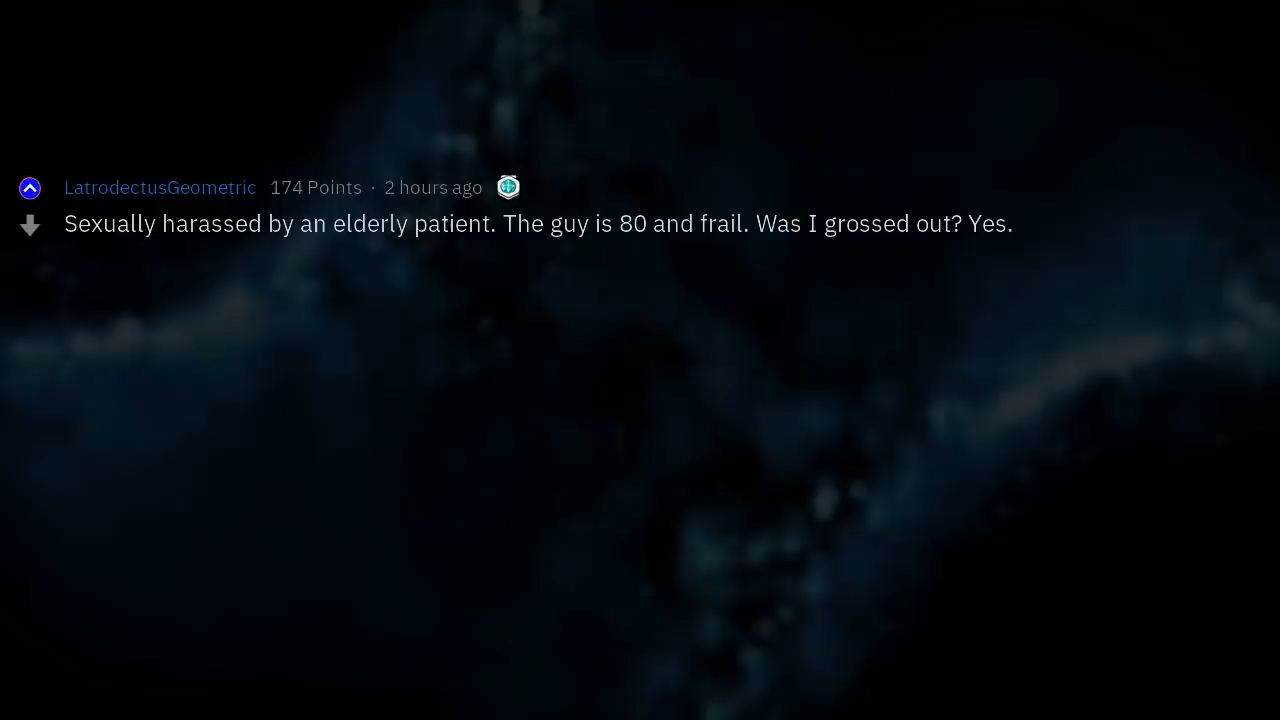 LatrodectusGeometric 174 Points · 2 hours ago
Sexually harassed by an elderly patient. The guy is 80 and frail. Was I grossed out? Yes.